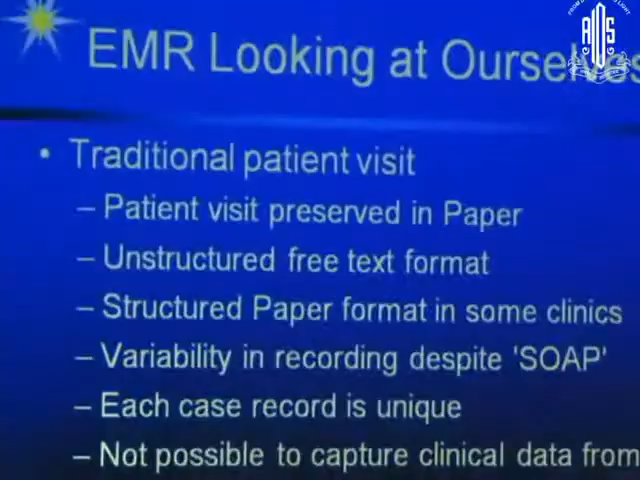 EMR Looking at Ourselves
• Traditional patient visit
– Patient visit preserved in Paper
– Unstructured free text format
– Structured Paper format in some clinics
– Variability in recording despite 'SOAP'
– Each case record is unique
– Not possible to capture clinical data from